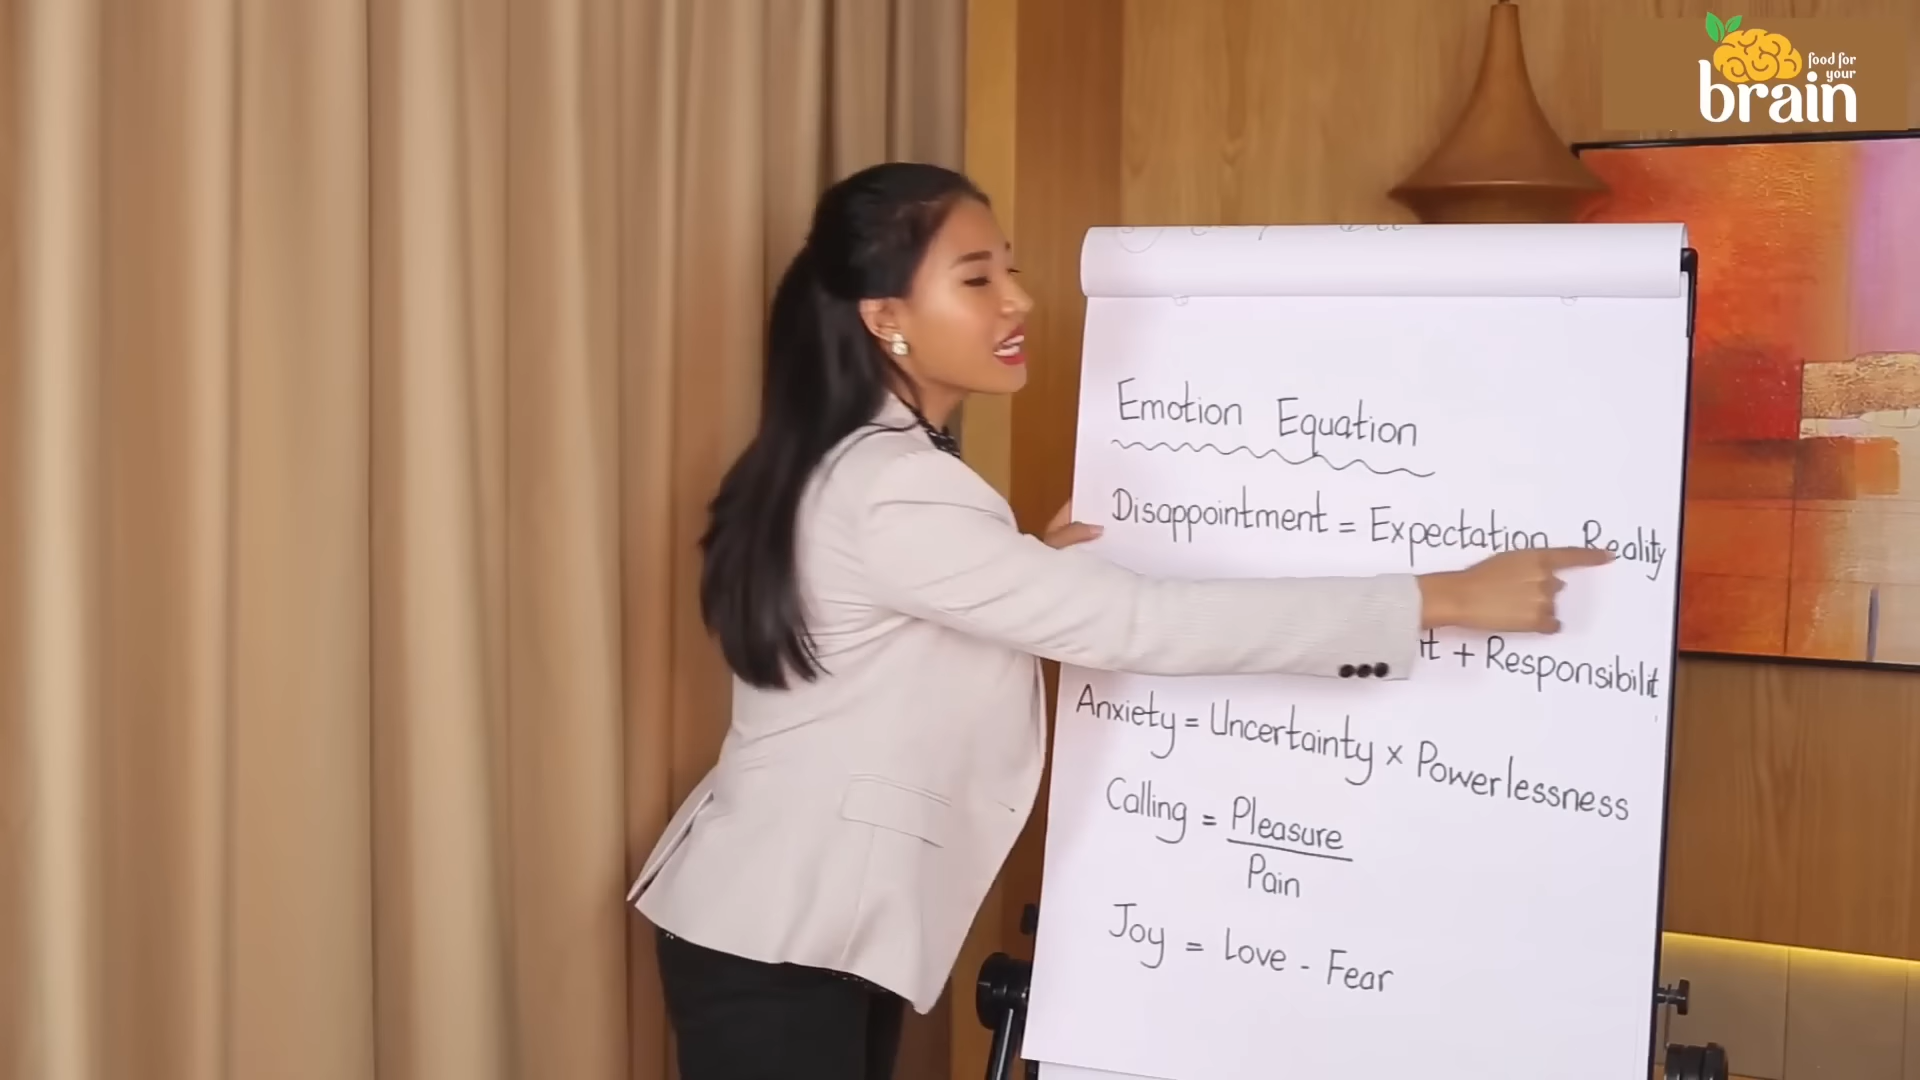 food for
your
brain
Emotion Equation
Disappointment = Expectation Reality
+ Responsibilit
Anxiety = Uncertainty x Powerlessness
Calling = Pleasure
Pain
Joy = Love - Fear